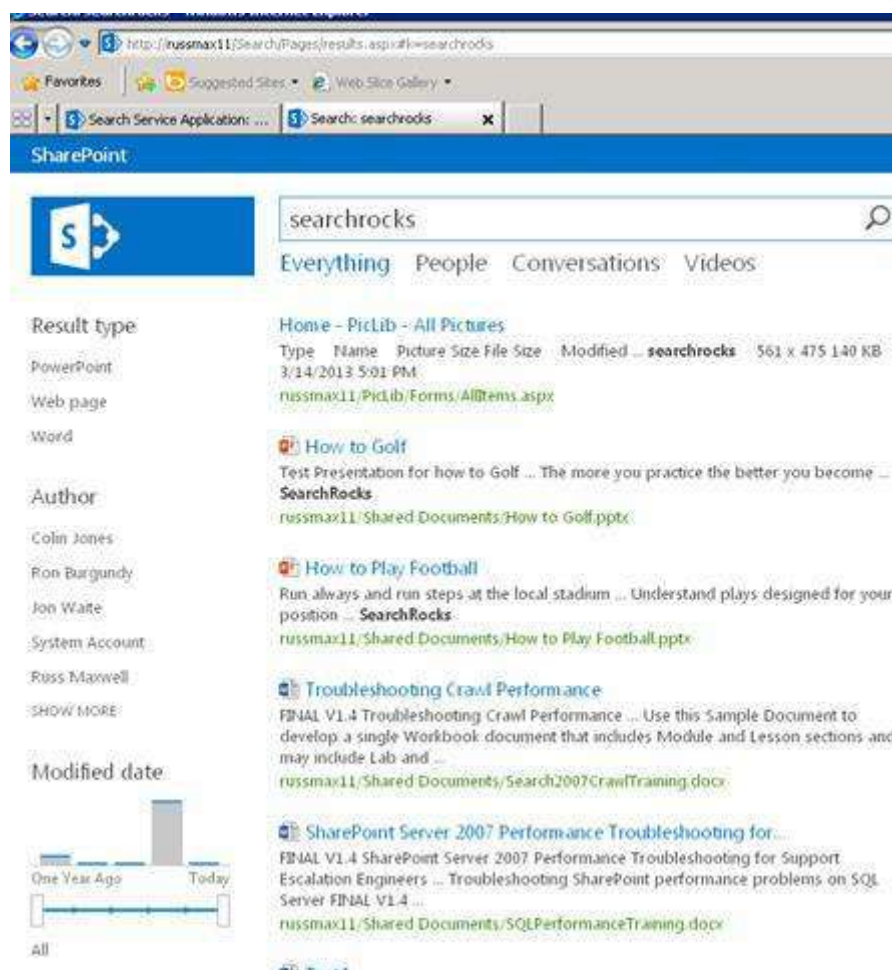 http://russmax11/Search/Pages/results.aspx#k=searchrocks
Favorites Suggested Sites Web Slice Gallery
Search Service Application: ... Search: searchrocks x
SharePoint
S
searchrocks
Everything People Conversations Videos
Result type
PowerPoint
Web page
Word
Author
Colin Jones
Ron Burgundy
Jon Waite
System Account
Russ Maxwell
SHOW MORE
Modified date
One Year Ago Today
All
Home - PicLib - All Pictures
Type Name Picture Size File Size Modified ... searchrocks 561 x 475 140 KB
3/14/2013 5:01 PM
russmax11/PicLib/Forms/AllItems.aspx
How to Golf
Test Presentation for how to Golf ... The more you practice the better you become ...
SearchRocks
russmax11/Shared Documents/How to Golf.pptx
How to Play Football
Run always and run steps at the local stadium ... Understand plays designed for your
position ... SearchRocks
russmax11/Shared Documents/How to Play Football.pptx
Troubleshooting Crawl Performance
FINAL V1.4 Troubleshooting Crawl Performance ... Use this Sample Document to
develop a single Workbook document that includes Module and Lesson sections and
may include Lab and ...
russmax11/Shared Documents/Search2007CrawlTraining.docx
SharePoint Server 2007 Performance Troubleshooting for...
FINAL V1.4 SharePoint Server 2007 Performance Troubleshooting for Support
Escalation Engineers ... Troubleshooting SharePoint performance problems on SQL
Server FINAL V1.4 ...
russmax11/Shared Documents/SQLPerformanceTraining.docx